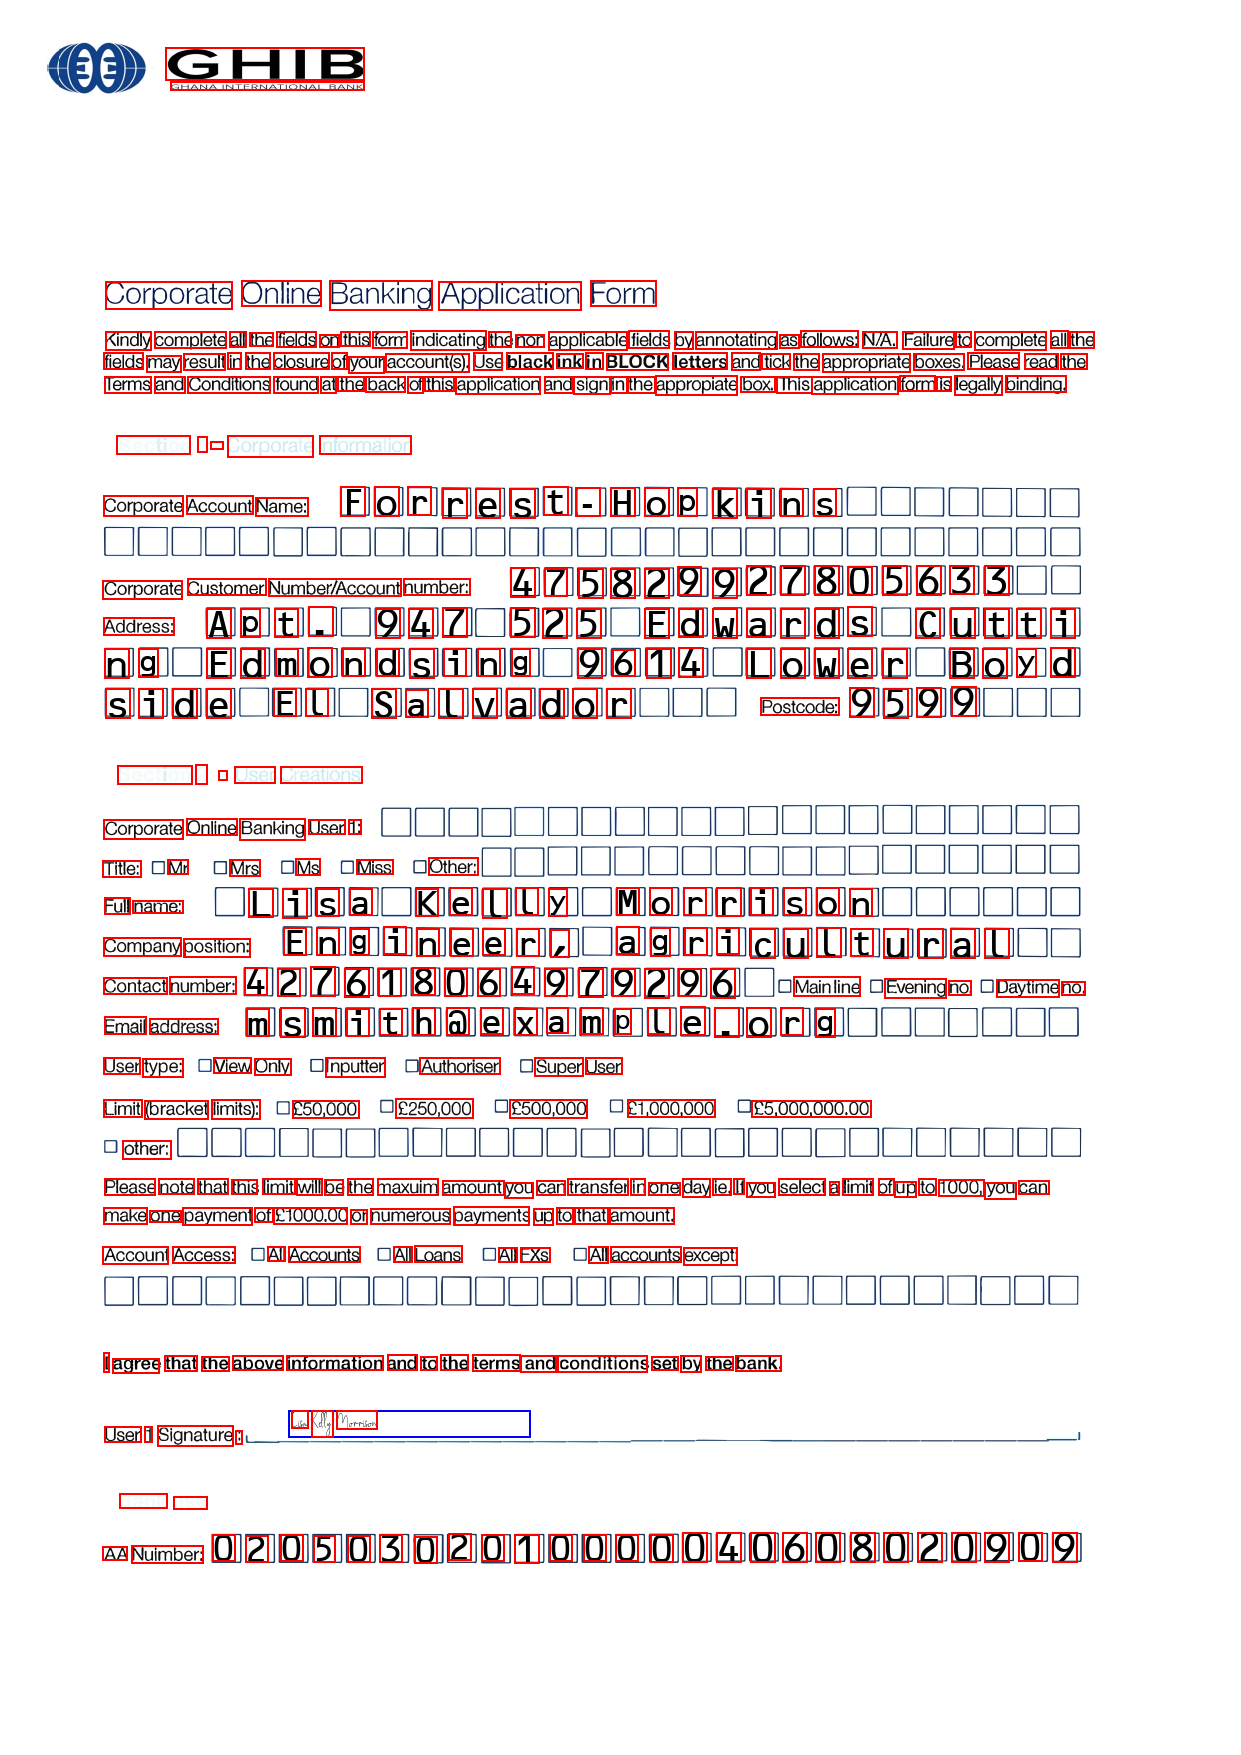 GHIB
GHANA INTERNATIONAL BANK
Corporate Online Banking Application Form
Kindly complete all the fields on this form indicating the non applicable fields by annotating as follows: N/A. Failure to complete all the
fields may result in the closure of your account(s). Use black ink in BLOCK letters and tick the appropriate boxes. Please read the
Terms and Conditions found at the back of this application and sign in the appropiate box. This application form is legally binding.
Section - Corporate Information
Corporate Account Name: Forrest-Hopkins
Corporate Customer Number/Account number: 475829927805633
Address: Apt. 947 525 Edwards Cutti
ng Edmondsing 9614 Lower Boyd
side El Salvador Postcode: 9599
Section - User Creations
Corporate Online Banking User 1:
Title: Mr Mrs Ms Miss Other:
Full name: Lisa Kelly Morrison
Company position: Engineer, agricultural
Contact number: 427618064979296 Main line Evening no Daytime no.
Email address: msmith@example.org
User type: View Only Inputter Authoriser Super User
Limit (bracket limits): £50,000 £250,000 £500,000 £1,000,000 £5,000,000.00
other:
Please note that this limit will be the maxuim amount you can transfer in one day ie. If you select a limit of up to 1000, you can
make one payment of £1000.00 or numerous payments up to that amount.
Account Access: All Accounts All Loans All FXs All accounts except
I agree that the above information and to the terms and conditions set by the bank.
User 1 Signature : Lisa Kelly Morrison
AA Nuimber: 02050302010000040608020909